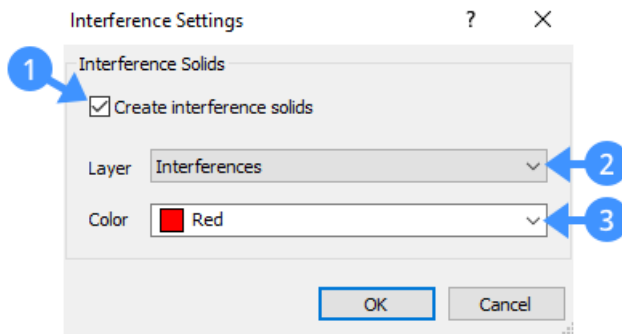 Interference Settings ?
Interference Solids
1
Create interference solids
Layer Interferences 2
Color Red 3
OK Cancel